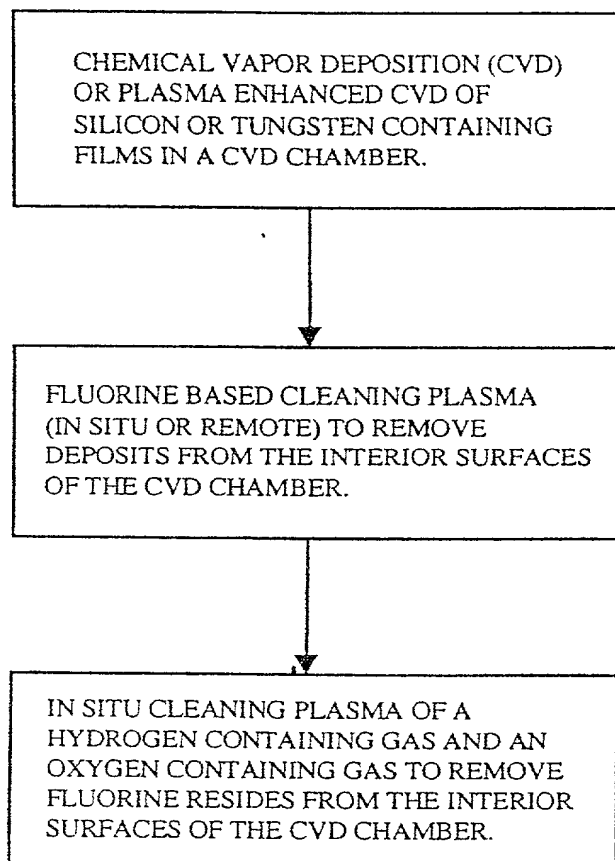 CHEMICAL VAPOR DEPOSITION (CVD)
OR PLASMA ENHANCED CVD OF
SILICON OR TUNGSTEN CONTAINING
FILMS IN A CVD CHAMBER.
FLUORINE BASED CLEANING PLASMA
(IN SITU OR REMOTE) TO REMOVE
DEPOSITS FROM THE INTERIOR SURFACES
OF THE CVD CHAMBER.
IN SITU CLEANING PLASMA OF A
HYDROGEN CONTAINING GAS AND AN
OXYGEN CONTAINING GAS TO REMOVE
FLUORINE RESIDES FROM THE INTERIOR
SURFACES OF THE CVD CHAMBER.